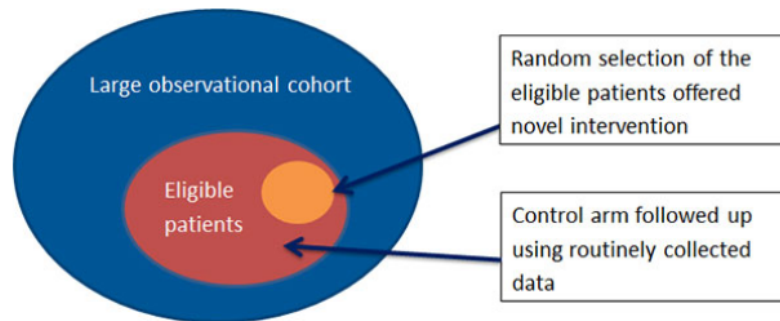 Large observational cohort
Eligible
patients
Random selection of the
eligible patients offered
novel intervention
Control arm followed up
using routinely collected
data